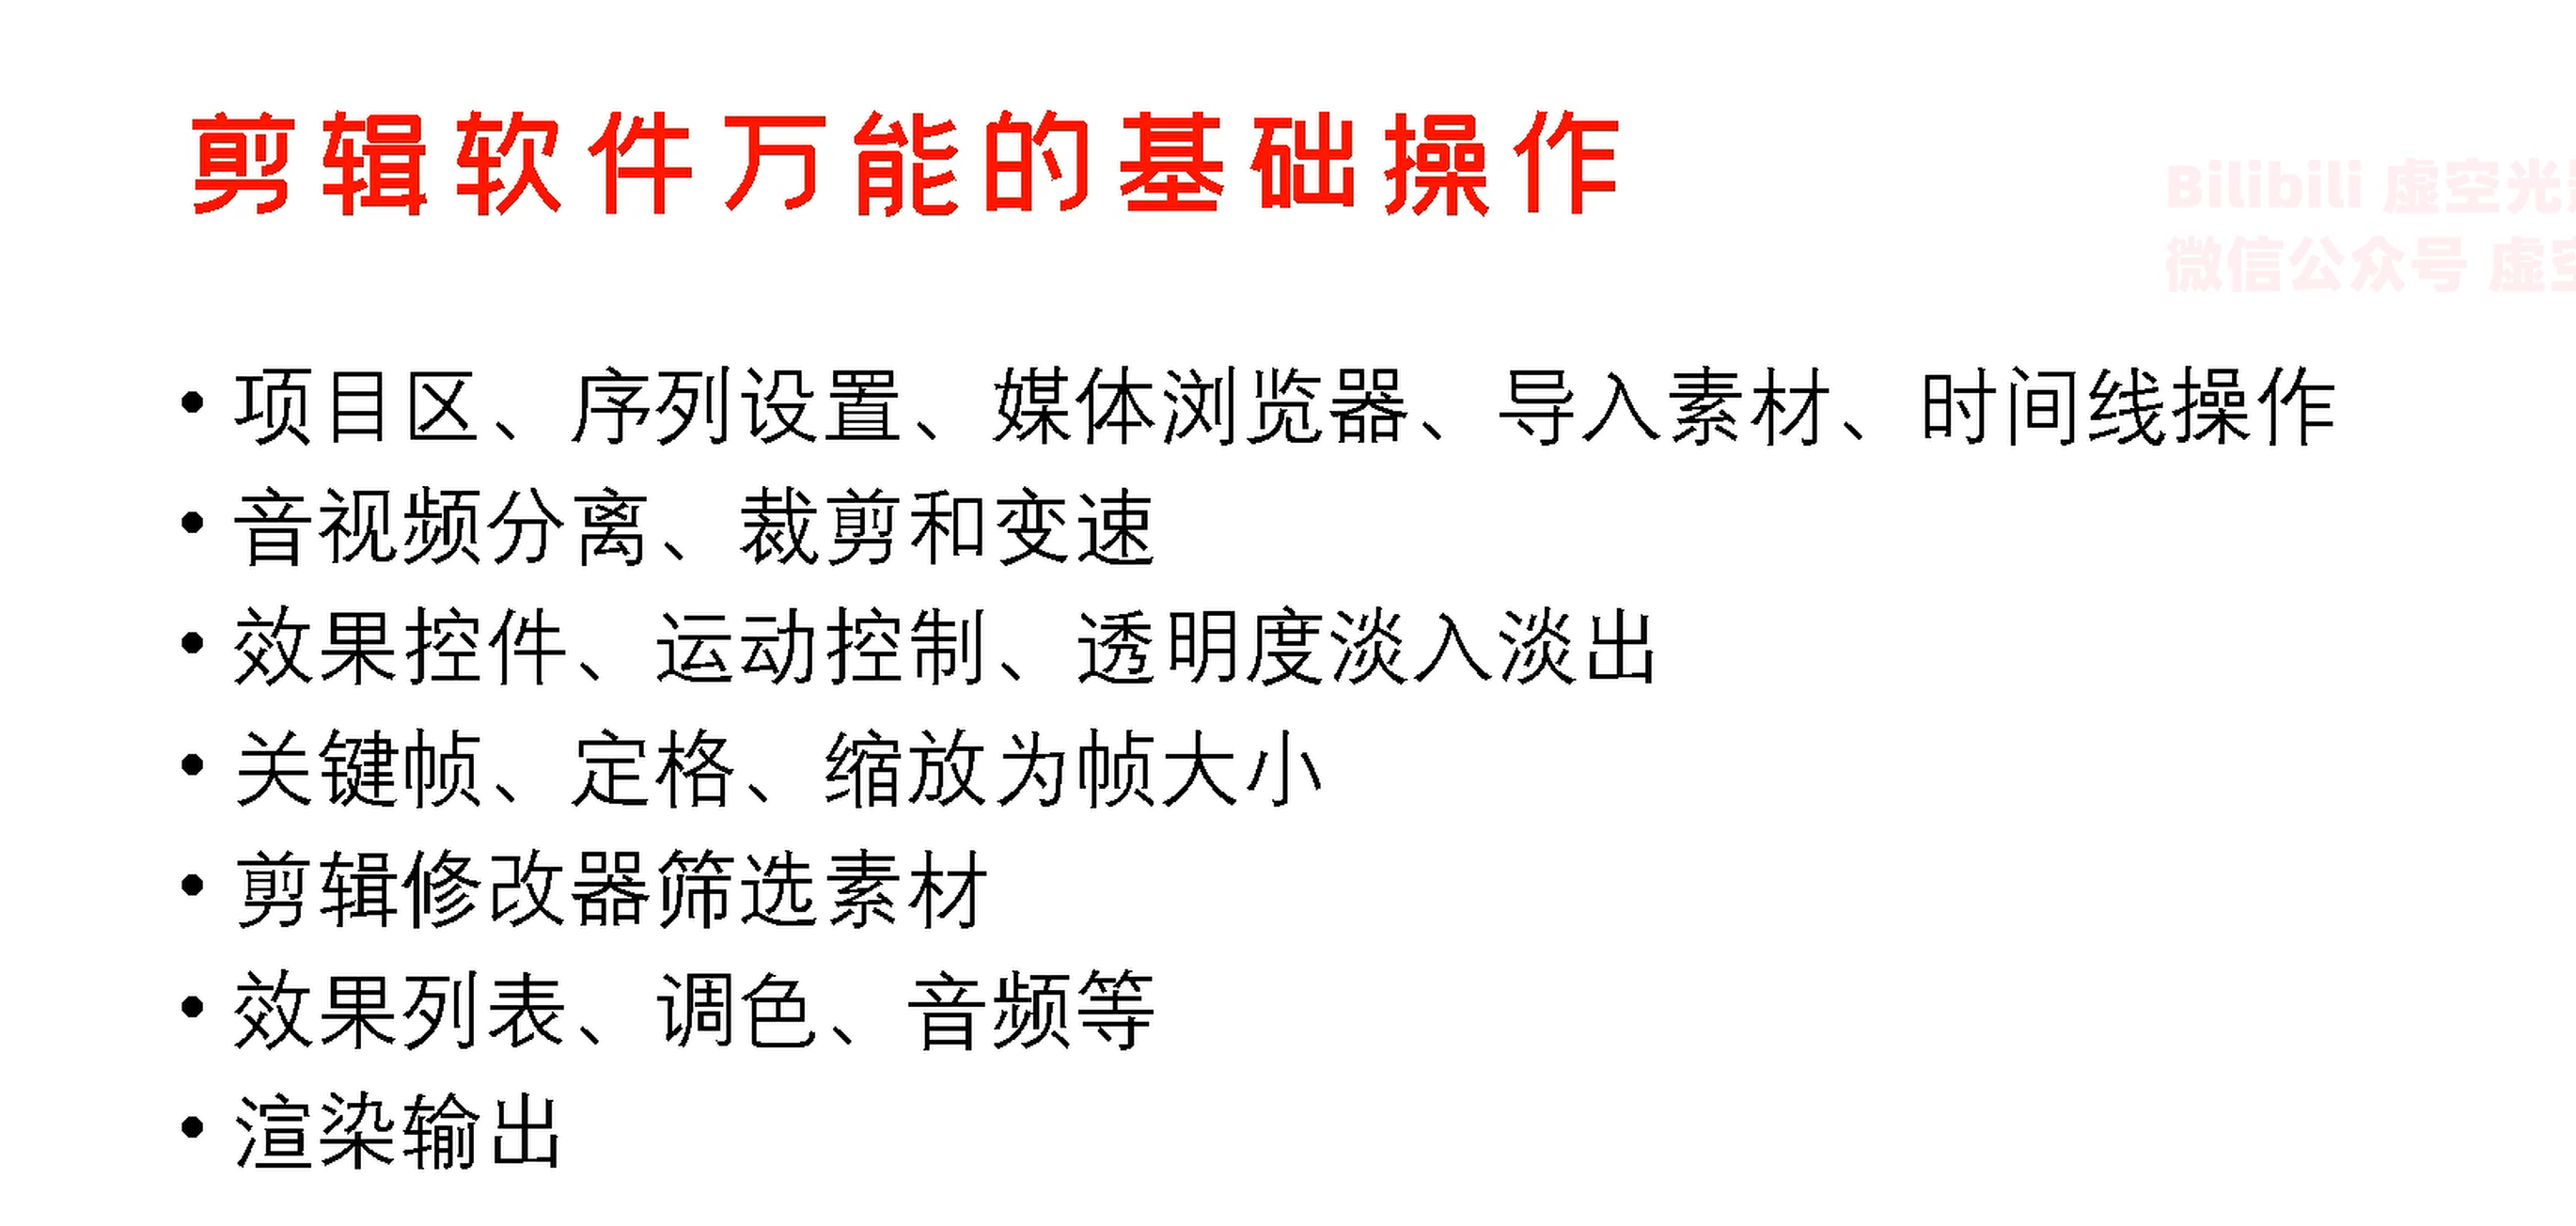 剪辑软件万能的基础操作
Bilibili 虚空光
微信公众号 虚空
• 项目区、序列设置、媒体浏览器、导入素材、时间线操作
• 音视频分离、裁剪和变速
• 效果控件、运动控制、透明度淡入淡出
• 关键帧、定格、缩放为帧大小
• 剪辑修改器筛选素材
• 效果列表、调色、音频等
• 渲染输出